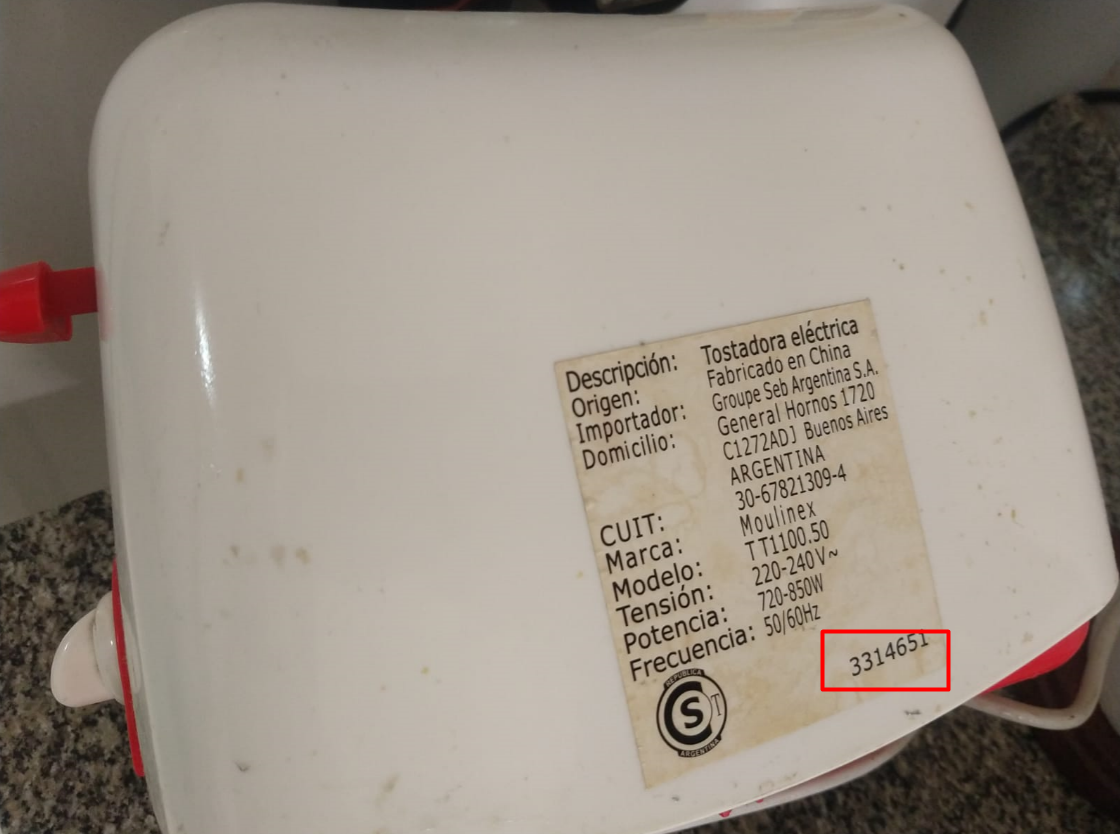 Descripción: Tostadora eléctrica
Origen: Fabricado en China
Importador: Groupe Seb Argentina S.A.
Domicilio: General Hornos 1720
C1272ADJ Buenos Aires
ARGENTINA
CUIT: 30-67821309-4
Marca: Moulinex
Modelo: TT1100.50
Tensión: 220-240V~
Potencia: 720-850W
Frecuencia: 50/60Hz
3314651
REPUBLICA
S T
ARGENTINA